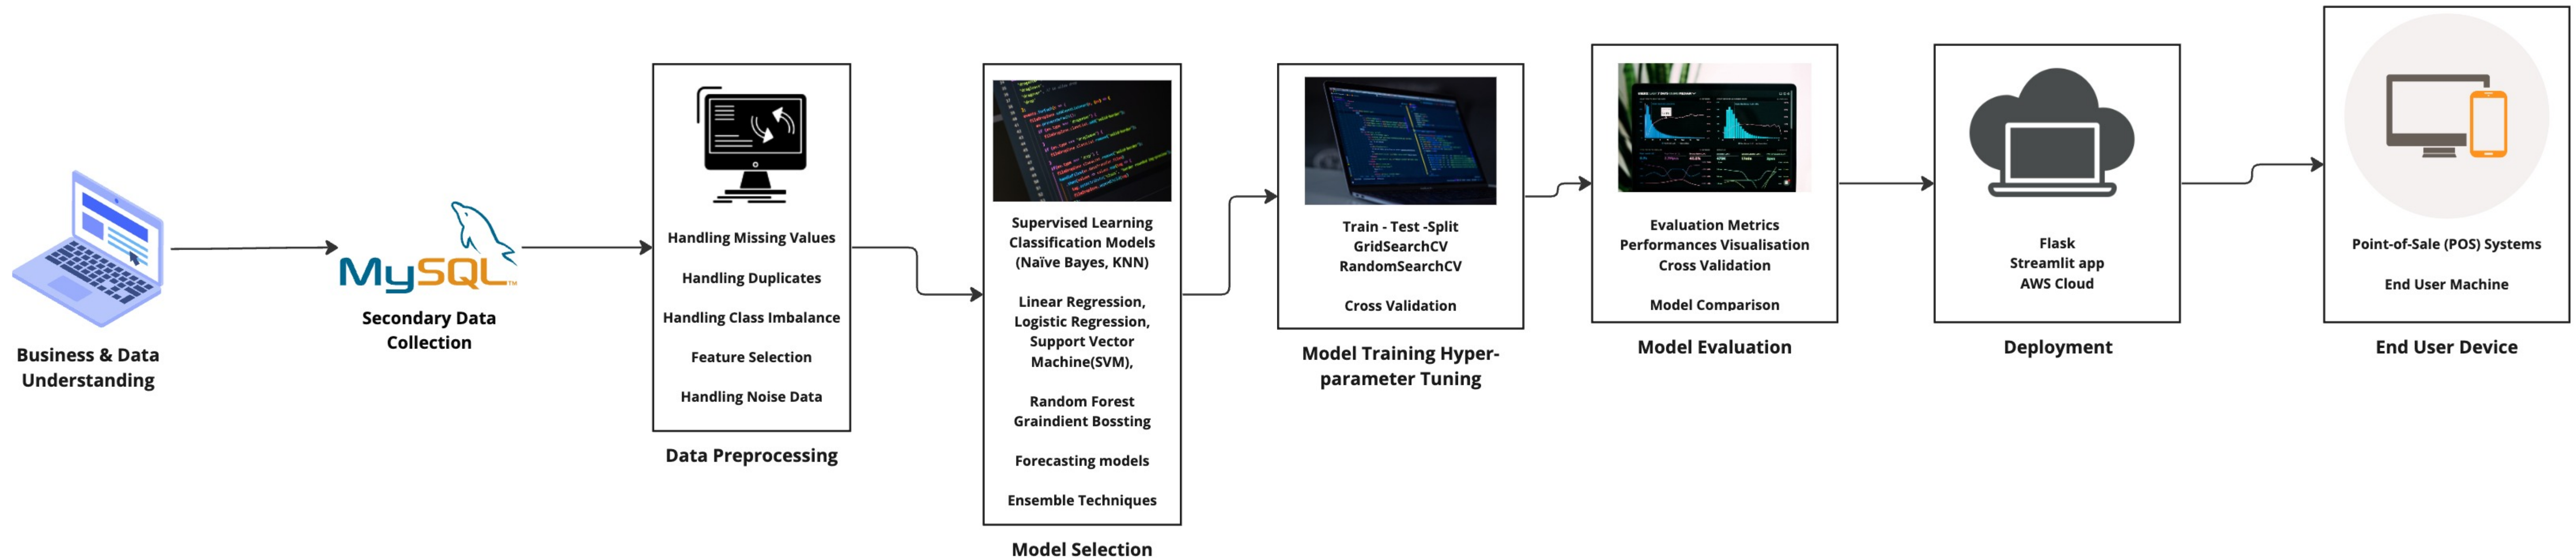 Business & Data
Understanding
MySQL™
Secondary Data
Collection
Handling Missing Values
Handling Duplicates
Handling Class Imbalance
Feature Selection
Handling Noise Data
Data Preprocessing
Supervised Learning
Classification Models
(Naïve Bayes, KNN)
Linear Regression,
Logistic Regression,
Support Vector
Machine(SVM),
Random Forest
Graindient Bossting
Forecasting models
Ensemble Techniques
Model Selection
Train - Test -Split
GridSearchCV
RandomSearchCV
Cross Validation
Model Training Hyper-
parameter Tuning
Evaluation Metrics
Performances Visualisation
Cross Validation
Model Comparison
Model Evaluation
Flask
Streamlit app
AWS Cloud
Deployment
Point-of-Sale (POS) Systems
End User Machine
End User Device